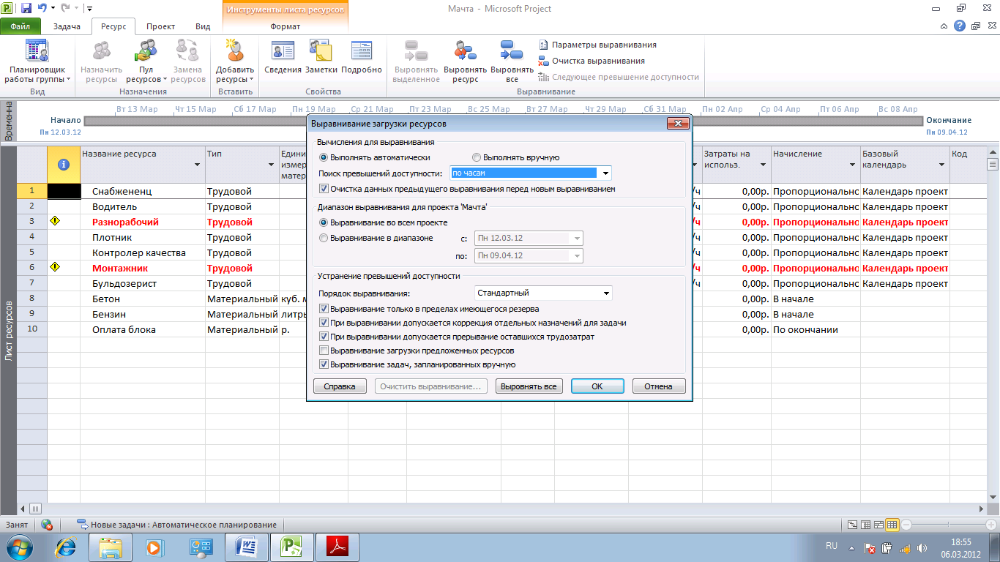 Инструменты листа ресурсов
Мачта - Microsoft Project
Файл Задача Ресурс Проект Вид Формат
Планировщик работы группы
Назначить ресурсы
Пул ресурсов
Замена ресурсов
Добавить ресурсы
Сведения Заметки Подробно
Выровнять выделенное
Выровнять ресурс
Выровнять все
Параметры выравнивания
Очистка выравнивания
Следующее превышение доступности
Вид Назначения Вставить Свойства Выравнивание
Временна
Вт 13 Мар Чт 15 Мар Сб 17 Мар Пн 19 Мар Ср 21 Мар Пт 23 Мар Вс 25 Мар Вт 27 Мар Чт 29 Мар Сб 31 Мар Пн 02 Апр Ср 04 Апр Пт 06 Апр Вс 08 Апр
Начало
Пн 12.03.12
Окончание
Пн 09.04.12
Лист ресурсов
Название ресурса Тип Едини измер матер Затраты на использ. Начисление Базовый календарь Код
1 Снабжененц Трудовой /ч 0,00р. Пропорционально Календарь проект
2 Водитель Трудовой /ч 0,00р. Пропорционально Календарь проект
3 Разнорабочий Трудовой /ч 0,00р. Пропорционально Календарь проект
4 Плотник Трудовой /ч 0,00р. Пропорционально Календарь проект
5 Контролер качества Трудовой /ч 0,00р. Пропорционально Календарь проект
6 Монтажник Трудовой /ч 0,00р. Пропорционально Календарь проект
7 Бульдозерист Трудовой /ч 0,00р. Пропорционально Календарь проект
8 Бетон Материальный куб. м 0,00р. В начале
9 Бензин Материальный литры 0,00р. В начале
10 Оплата блока Материальный р. 0,00р. По окончании
Выравнивание загрузки ресурсов
Вычисления для выравнивания
Выполнять автоматически Выполнять вручную
Поиск превышений доступности: по часам
Очистка данных предыдущего выравнивания перед новым выравниванием
Диапазон выравнивания для проекта 'Мачта'
Выравнивание во всем проекте
Выравнивание в диапазоне с: Пн 12.03.12
по: Пн 09.04.12
Устранение превышений доступности
Порядок выравнивания: Стандартный
Выравнивание только в пределах имеющегося резерва
При выравнивании допускается коррекция отдельных назначений для задачи
При выравнивании допускается прерывание оставшихся трудозатрат
Выравнивание загрузки предложенных ресурсов
Выравнивание задач, запланированных вручную
Справка Очистить выравнивание... Выровнять все ОК Отмена
Занят Новые задачи : Автоматическое планирование
RU 18:55
06.03.2012